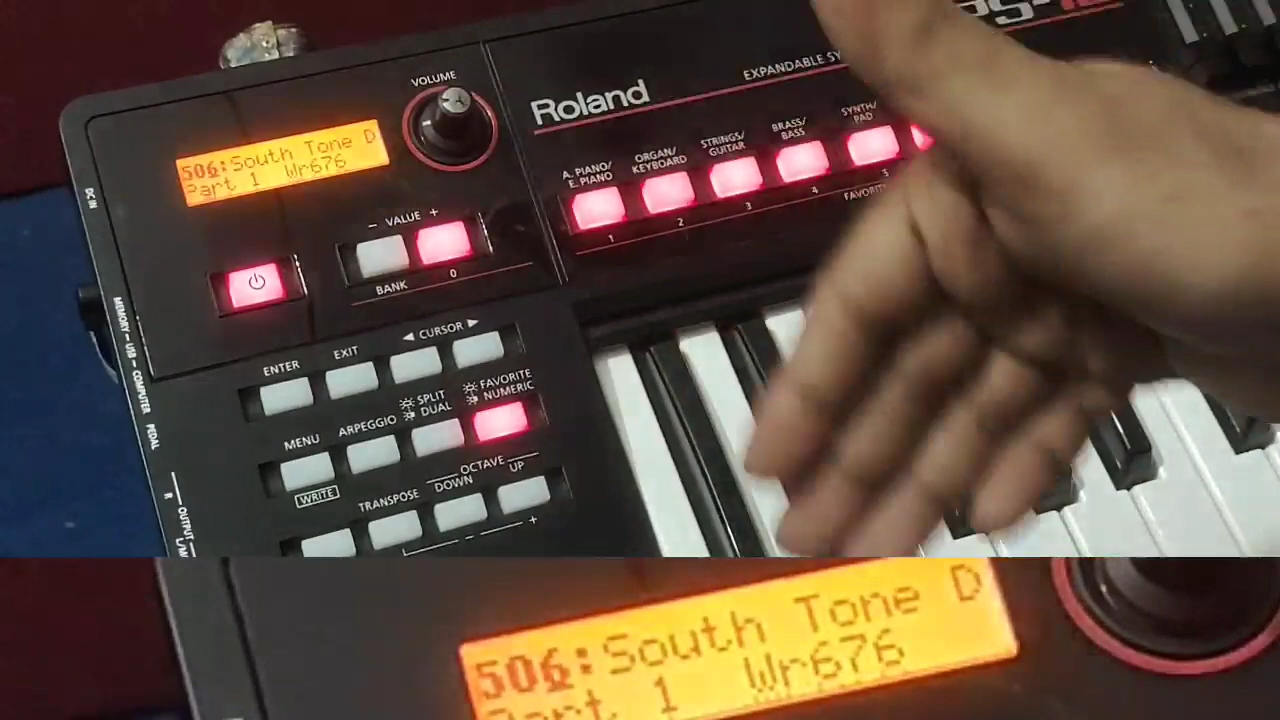 VOLUME
506:South Tone D
Part 1 Wr676
Roland
EXPANDABLE SY
A. PIANO/
E. PIANO
ORGAN/
KEYBOARD
STRINGS/
GUITAR
BRASS/
BASS
SYNTH/
PAD
1 2 3 4 5
FAVORIT
− VALUE +
BANK 0
DC IN
MEMORY – USB – COMPUTER PEDAL
R – OUTPUT – L/M
◀ CURSOR ▶
ENTER EXIT
SPLIT
DUAL
FAVORITE
NUMERIC
MENU ARPEGGIO
WRITE
OCTAVE
TRANSPOSE DOWN UP
− +
506:South Tone D
Part 1 Wr676